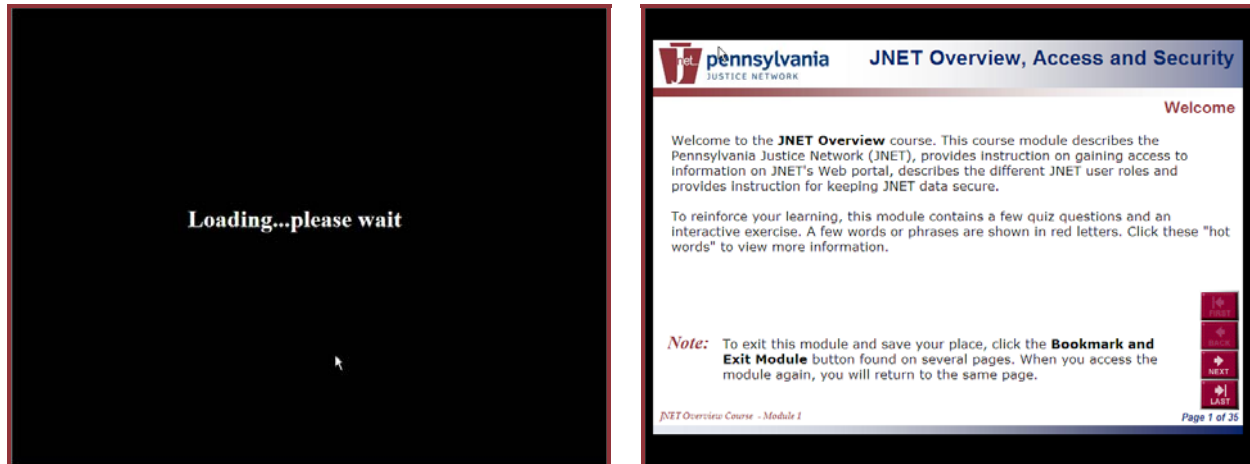 Loading...please wait
Jnet
pennsylvania
JUSTICE NETWORK
JNET Overview, Access and Security
Welcome
Welcome to the JNET Overview course. This course module describes the
Pennsylvania Justice Network (JNET), provides instruction on gaining access to
information on JNET's Web portal, describes the different JNET user roles and
provides instruction for keeping JNET data secure.
To reinforce your learning, this module contains a few quiz questions and an
interactive exercise. A few words or phrases are shown in red letters. Click these "hot
words" to view more information.
Note: To exit this module and save your place, click the Bookmark and
Exit Module button found on several pages. When you access the
module again, you will return to the same page.
FIRST
BACK
NEXT
LAST
JNET Overview Course - Module 1
Page 1 of 35